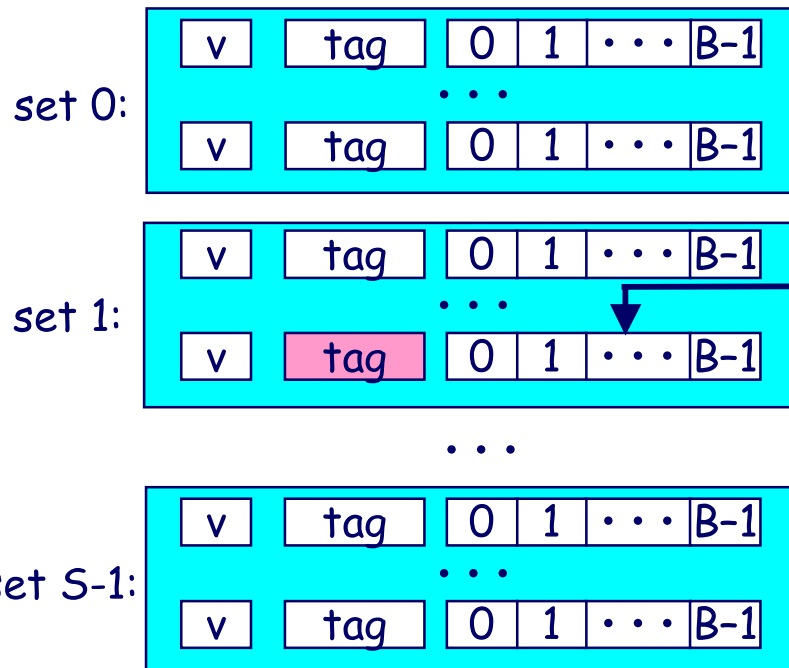 v tag 0 1 • • • B-1
set 0: • • •
v tag 0 1 • • • B-1
v tag 0 1 • • • B-1
set 1: • • •
v tag 0 1 • • • B-1
• • •
v tag 0 1 • • • B-1
• • •
et S-1:
v tag 0 1 • • • B-1